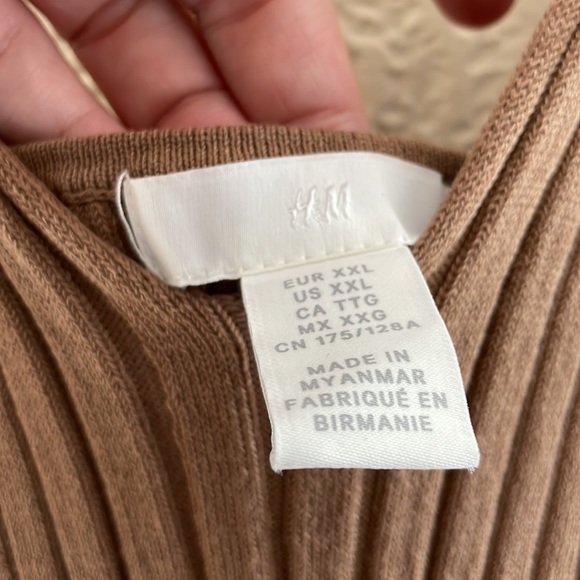 H&M
EUR XXL
US XXL
CA TTG
MX XXG
CN 175/128A
MADE IN
MYANMAR
FABRIQUÉ EN
BIRMANIE